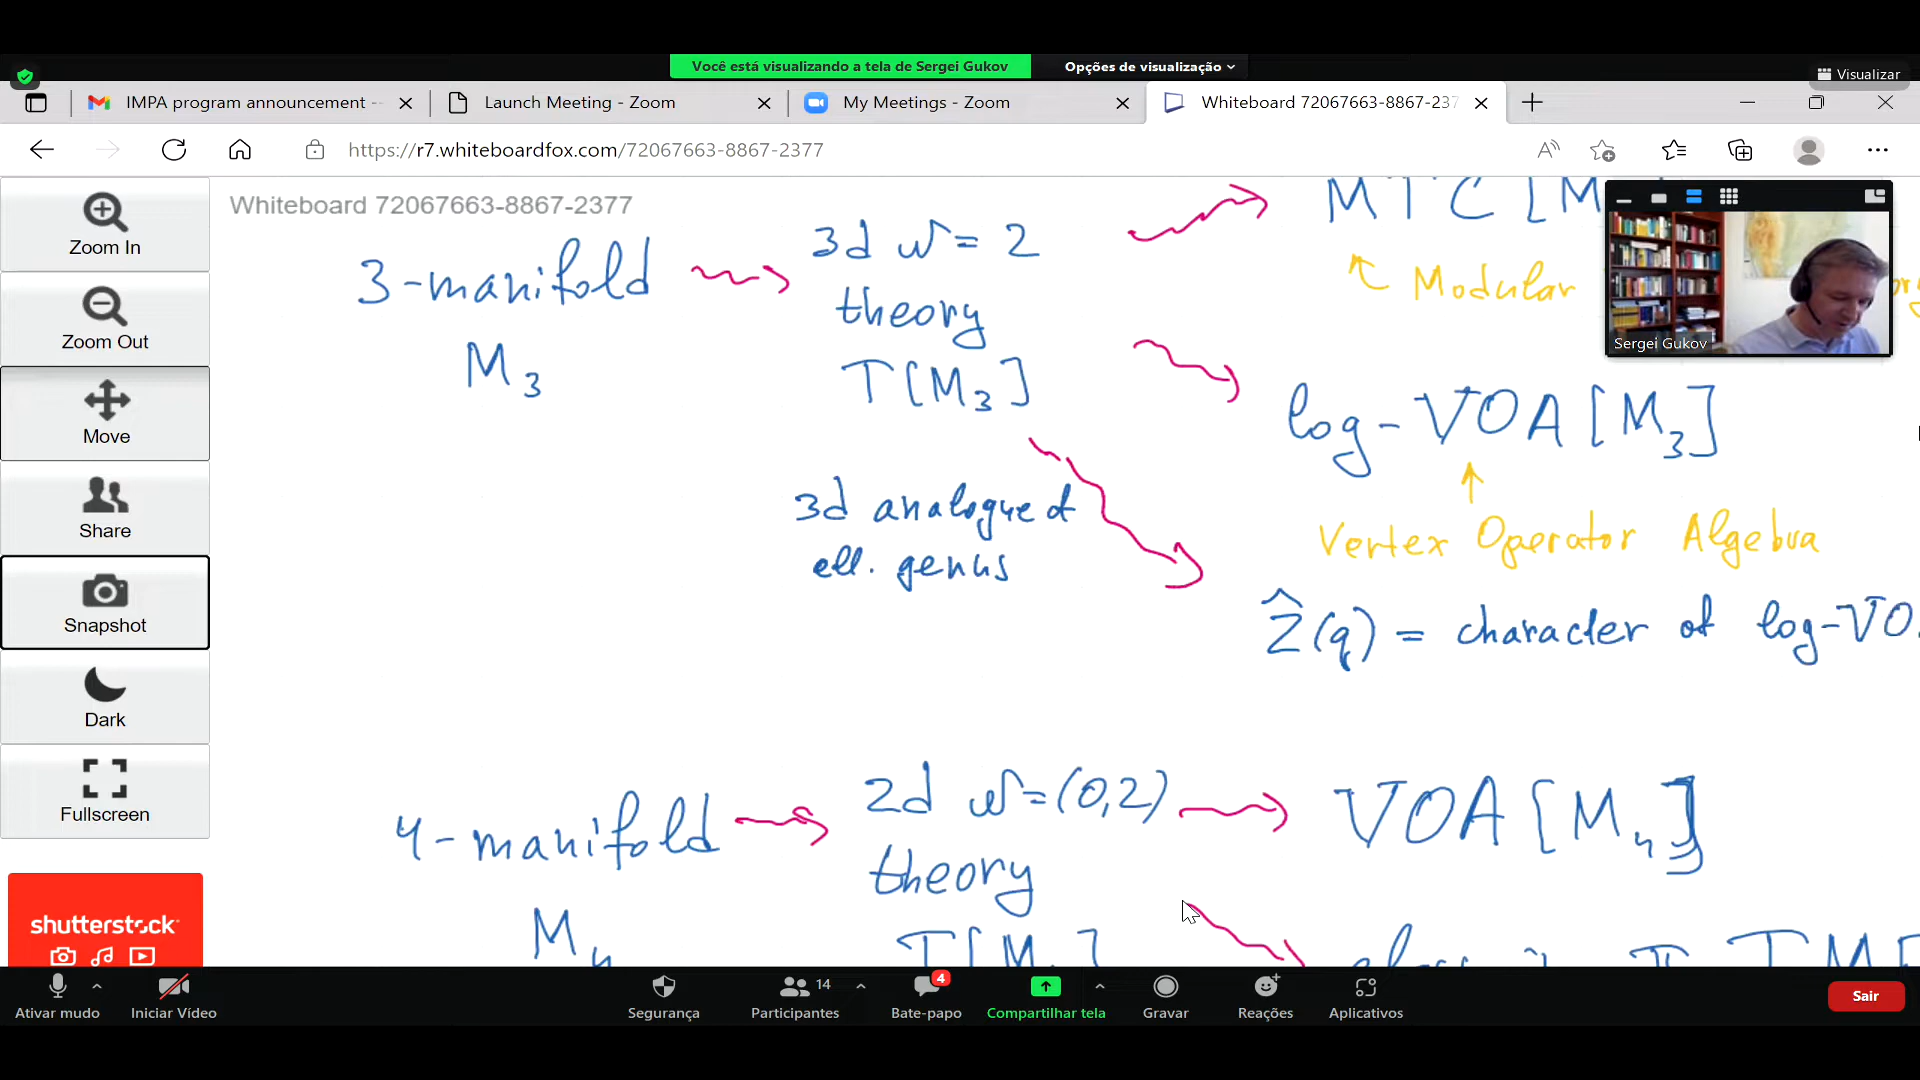 Você está visualizando a tela de Sergei Gukov
Opções de visualização
Visualizar
IMPA program announcement -
Launch Meeting - Zoom
My Meetings - Zoom
Whiteboard 72067663-8867-237
https://r7.whiteboardfox.com/72067663-8867-2377
Whiteboard 72067663-8867-2377
Zoom In
Zoom Out
Move
Share
Snapshot
Dark
Fullscreen
shutterstock
3-manifold
M3
3d N = 2
theory
T[M3]
MTC[M
Modular
Sergei Gukov
log-VOA[M3]
Vertex Operator Algebra
3d analogue of
ell. genus
Ẑ(q) = character of log-VO
4-manifold
M4
2d N=(0,2)
theory
VOA[M4]
Ativar mudo
Iniciar Vídeo
Segurança
Participantes
14
Bate-papo
4
Compartilhar tela
Gravar
Reações
Aplicativos
Sair